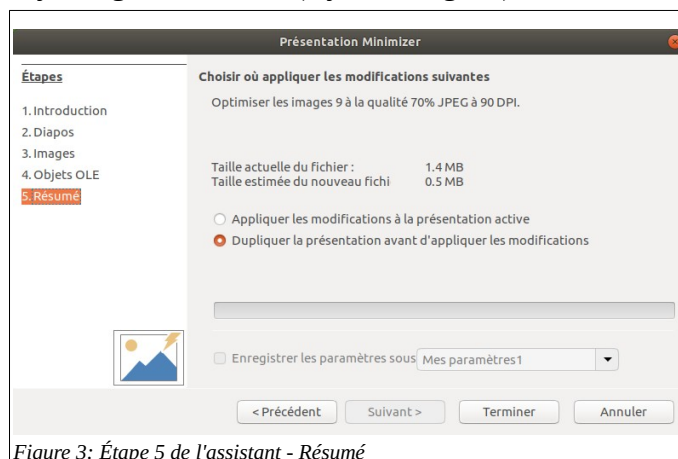 Présentation Minimizer
Étapes
1. Introduction
2. Diapos
3. Images
4. Objets OLE
5. Résumé
Choisir où appliquer les modifications suivantes
Optimiser les images 9 à la qualité 70% JPEG à 90 DPI.
Taille actuelle du fichier : 1.4 MB
Taille estimée du nouveau fichi 0.5 MB
Appliquer les modifications à la présentation active
Dupliquer la présentation avant d'appliquer les modifications
Enregistrer les paramètres sous Mes paramètres1
< Précédent Suivant > Terminer Annuler
Figure 3: Étape 5 de l'assistant - Résumé